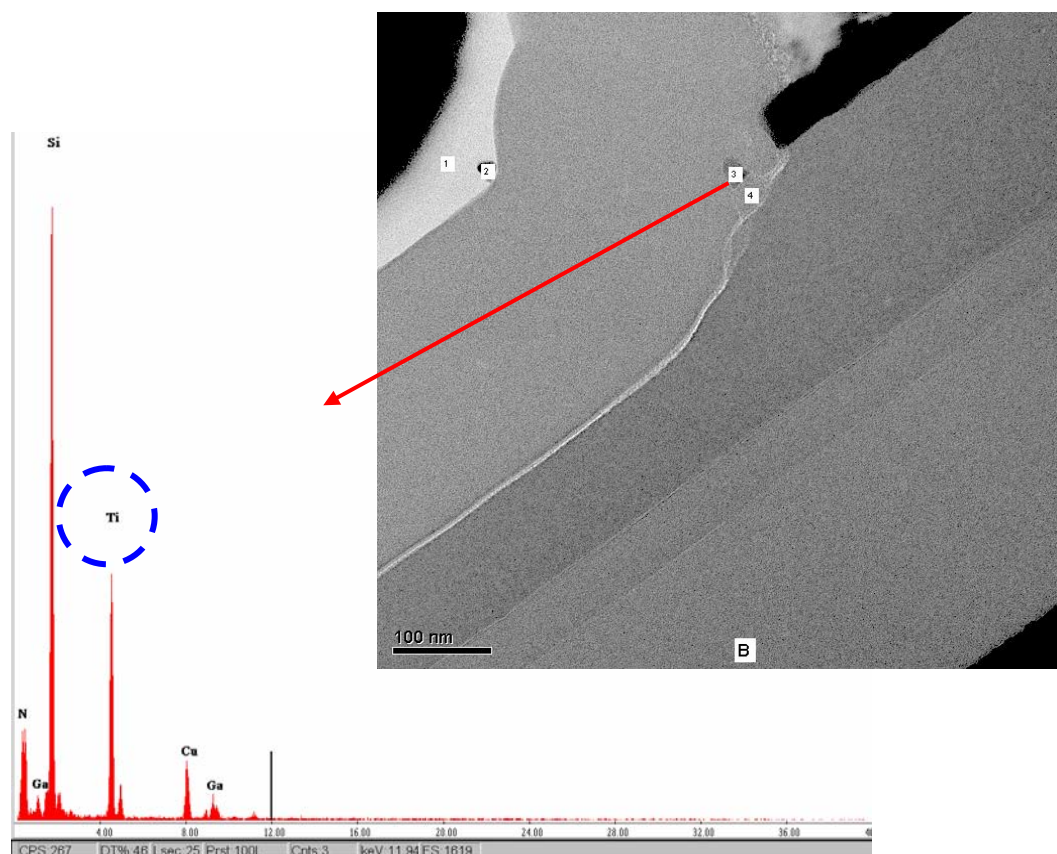 Si
1
2
3
4
Ti
100 nm
B
N
Ga
Cu
Ga
4.00 8.00 12.00 16.00 20.00 24.00 28.00 32.00 36.00
CPS:267 DT%:46 Lsec:25 Prst:100L Cnts:3 keV:11.94 FS:1619